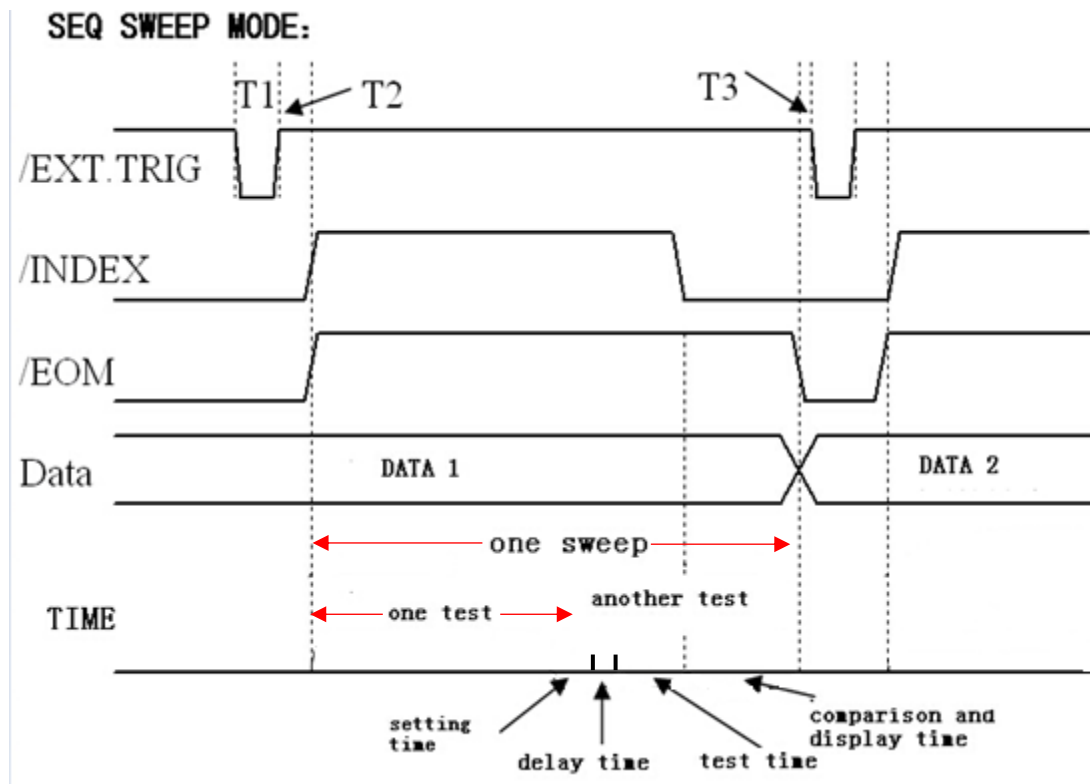 SEQ SWEEP MODE:
T1
T2
T3
/EXT.TRIG
/INDEX
/EOM
Data
DATA 1
DATA 2
one sweep
one test
another test
TIME
setting
time
delay time
test time
comparison and
display time